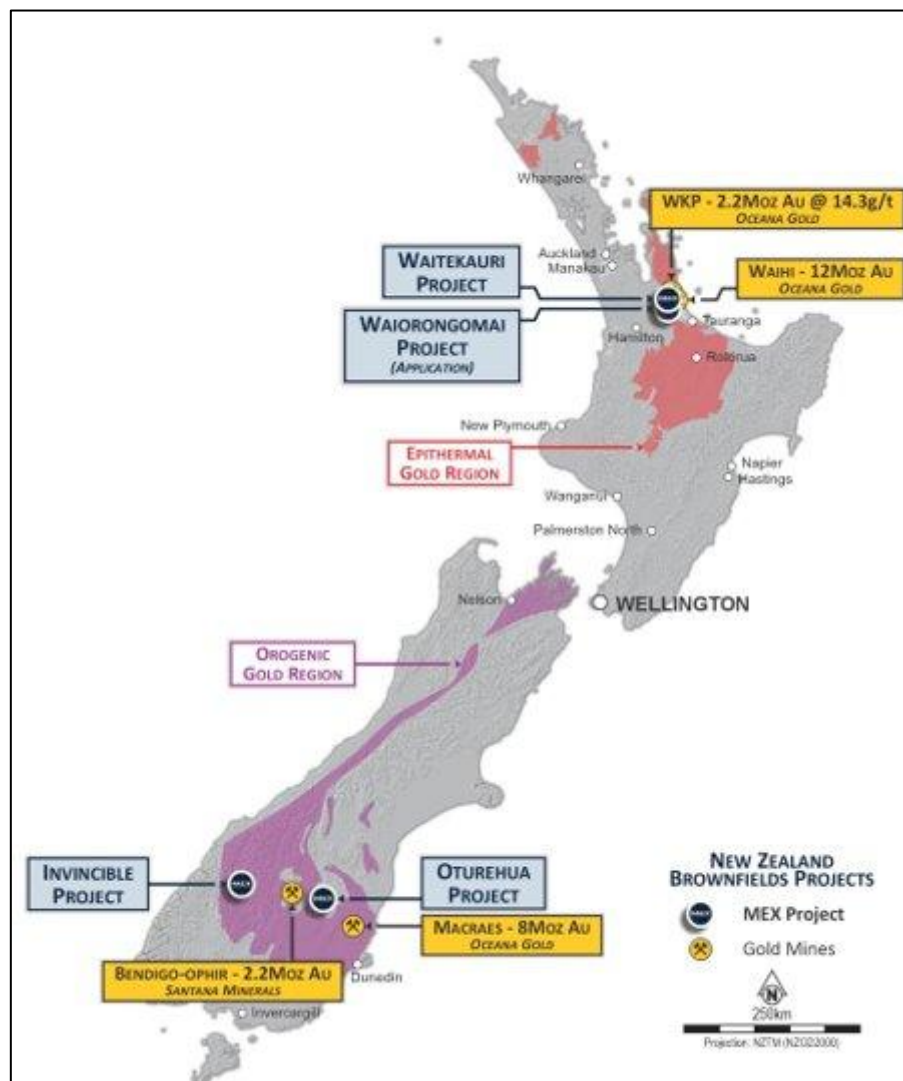 Whangarei
WKP - 2.2Moz Au @ 14.3g/t
Oceana Gold
Auckland
Manakau
Waitekauri
Project
Waihi - 12Moz Au
Oceana Gold
Waiorongomai
Project
(Application)
Tauranga
Hamilton
Rotorua
New Plymouth
Epithermal
Gold Region
Napier
Hastings
Wanganui
Palmerston North
Nelson
WELLINGTON
Orogenic
Gold Region
Invincible
Project
Oturehua
Project
Macraes - 8Moz Au
Oceana Gold
Bendigo-ophir - 2.2Moz Au
Santana Minerals
Dunedin
Invercargill
New Zealand
Brownfields Projects
MEX Project
Gold Mines
N
250km
Projection: NZTM (NZGD2000)